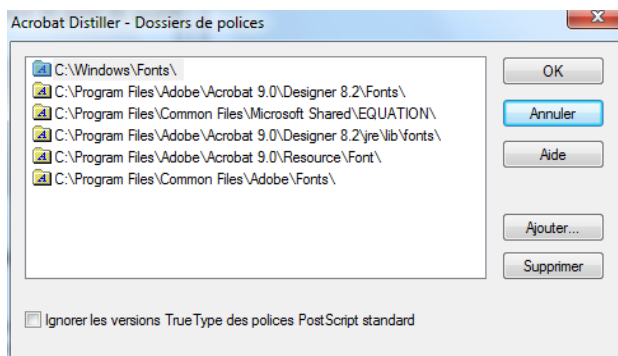 Acrobat Distiller - Dossiers de polices
C:\Windows\Fonts\
C:\Program Files\Adobe\Acrobat 9.0\Designer 8.2\Fonts\
C:\Program Files\Common Files\Microsoft Shared\EQUATION\
C:\Program Files\Adobe\Acrobat 9.0\Designer 8.2\jre\lib\fonts\
C:\Program Files\Adobe\Acrobat 9.0\Resource\Font\
C:\Program Files\Common Files\Adobe\Fonts\
OK
Annuler
Aide
Ajouter...
Supprimer
Ignorer les versions TrueType des polices PostScript standard